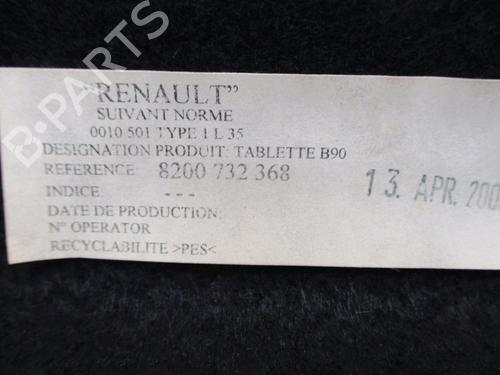 "RENAULT"
SUIVANT NORME
0010 501 TYPE 1 L 35
DESIGNATION PRODUIT: TABLETTE B90
REFERENCE: 8200 732 368
INDICE: ---
13. APR. 200
DATE DE PRODUCTION:
N° OPERATOR
RECYCLABILITE >PES<
B-PARTS